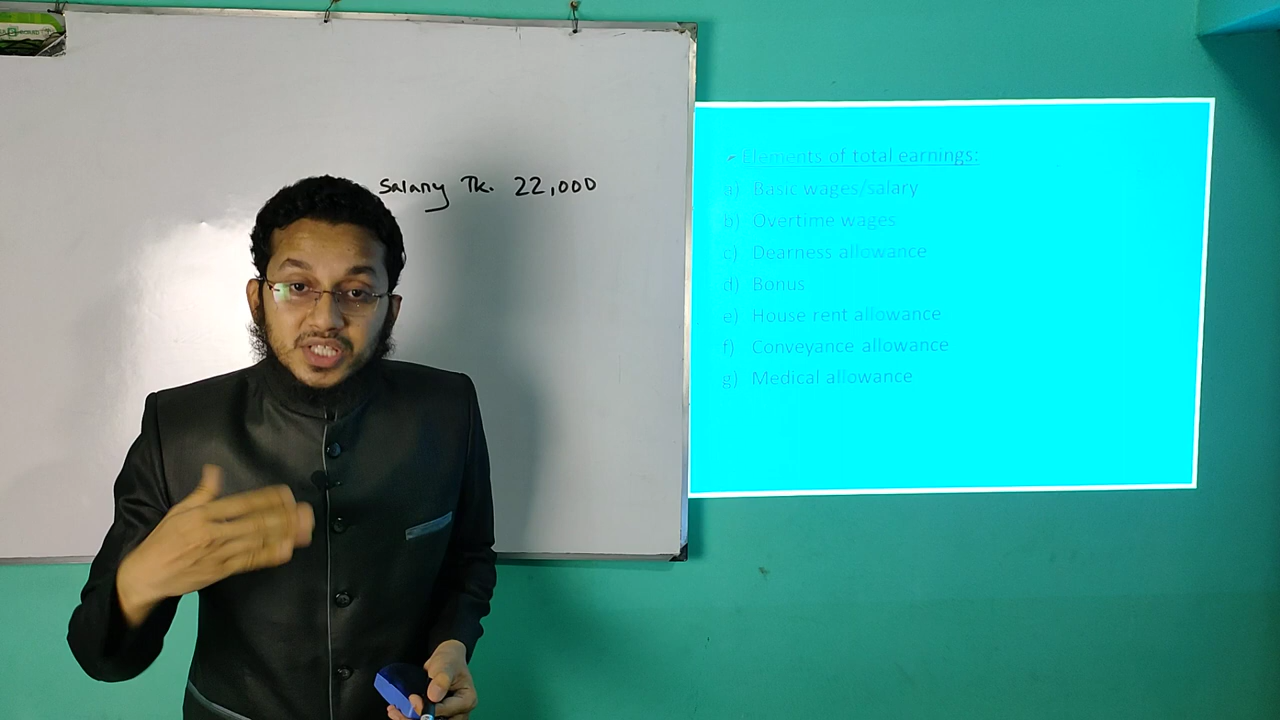 Salary Tk. 22,000
Elements of total earnings:
a) Basic wages/salary
b) Overtime wages
c) Dearness allowance
d) Bonus
e) House rent allowance
f) Conveyance allowance
g) Medical allowance